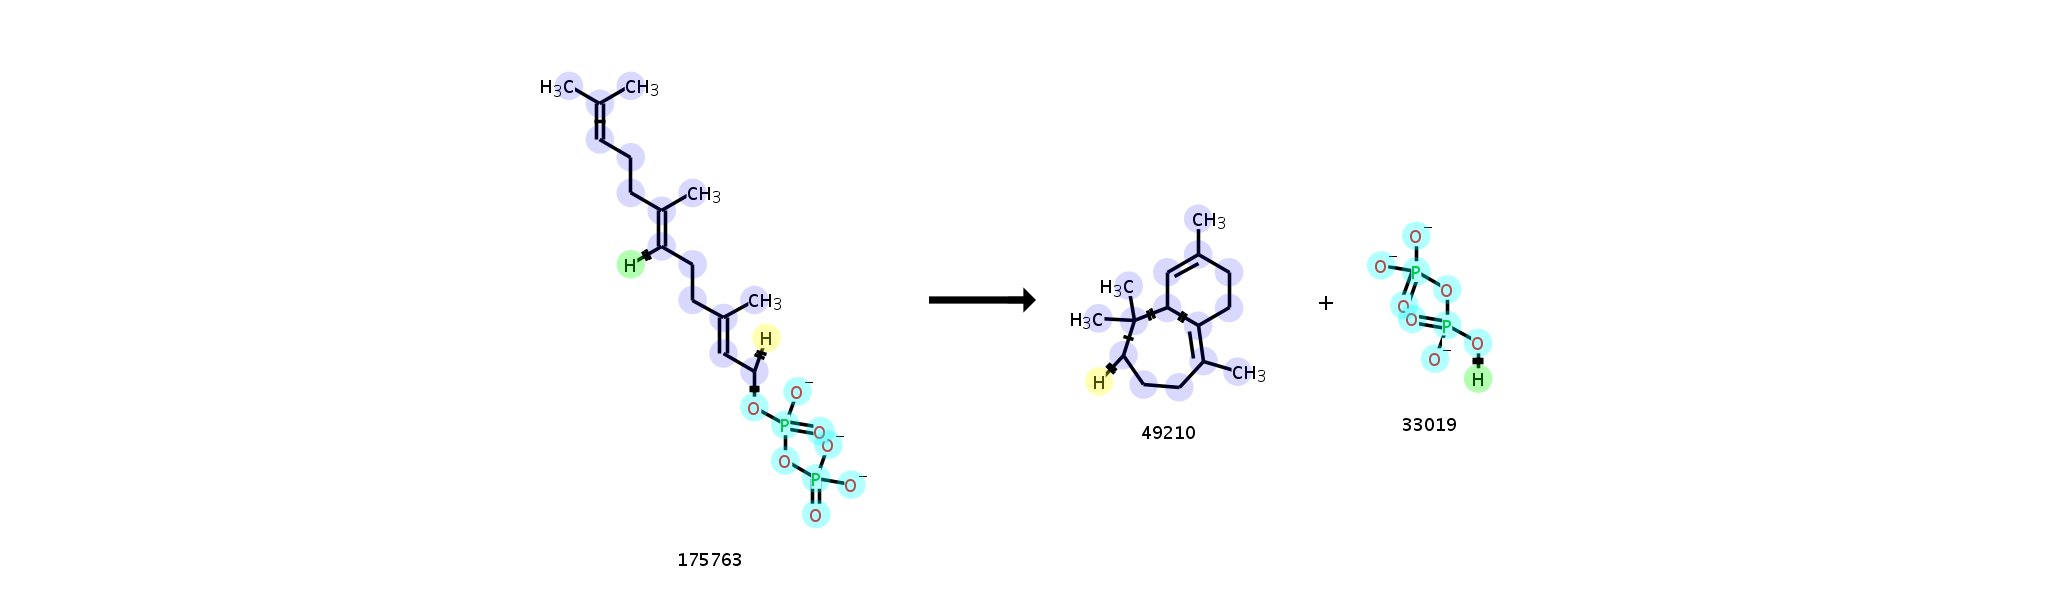 H₃C CH₃
CH₃
H
CH₃
H
O
O⁻
P O
O⁻
O P O⁻
O
175763
CH₃
H₃C
H₃C
H CH₃
49210
+
O⁻
O⁻ P
O O
O P O
O⁻ H
33019